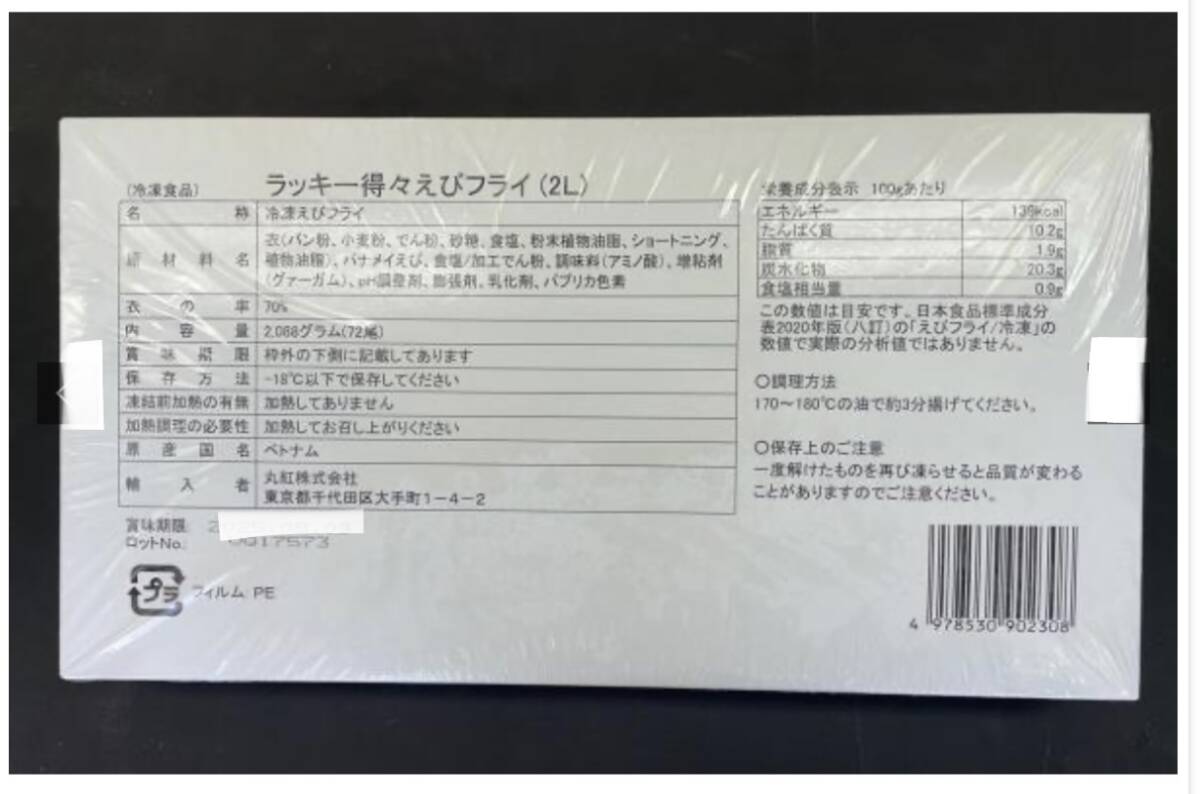 (冷凍食品) ラッキー得々えびフライ(2L)
名称 冷凍えびフライ
原材料名 衣(パン粉、小麦粉、でん粉、砂糖、食塩、粉末植物油脂、ショートニング、
植物油脂)、バナメイえび、食塩/加工でん粉、調味料(アミノ酸)、増粘剤
(グァーガム)、pH調整剤、膨張剤、乳化剤、パプリカ色素
衣の率 70%
内容量 2,088グラム(72尾)
賞味期限 枠外の下側に記載してあります
保存方法 -18℃以下で保存してください
凍結前加熱の有無 加熱してありません
加熱調理の必要性 加熱してお召し上がりください
原産国名 ベトナム
輸入者 丸紅株式会社
東京都千代田区大手町1-4-2
賞味期限
ロットNo. 0017573
プラ フィルム PE
栄養成分表示 100gあたり
エネルギー 139kcal
たんぱく質 10.2g
脂質 1.9g
炭水化物 20.3g
食塩相当量 0.9g
この数値は目安です。日本食品標準成分
表2020年版(八訂)の「えびフライ/冷凍」の
数値で実際の分析値ではありません。
○調理方法
170~180℃の油で約3分揚げてください。
○保存上のご注意
一度解けたものを再び凍らせると品質が変わる
ことがありますのでご注意ください。
4 978530 902308